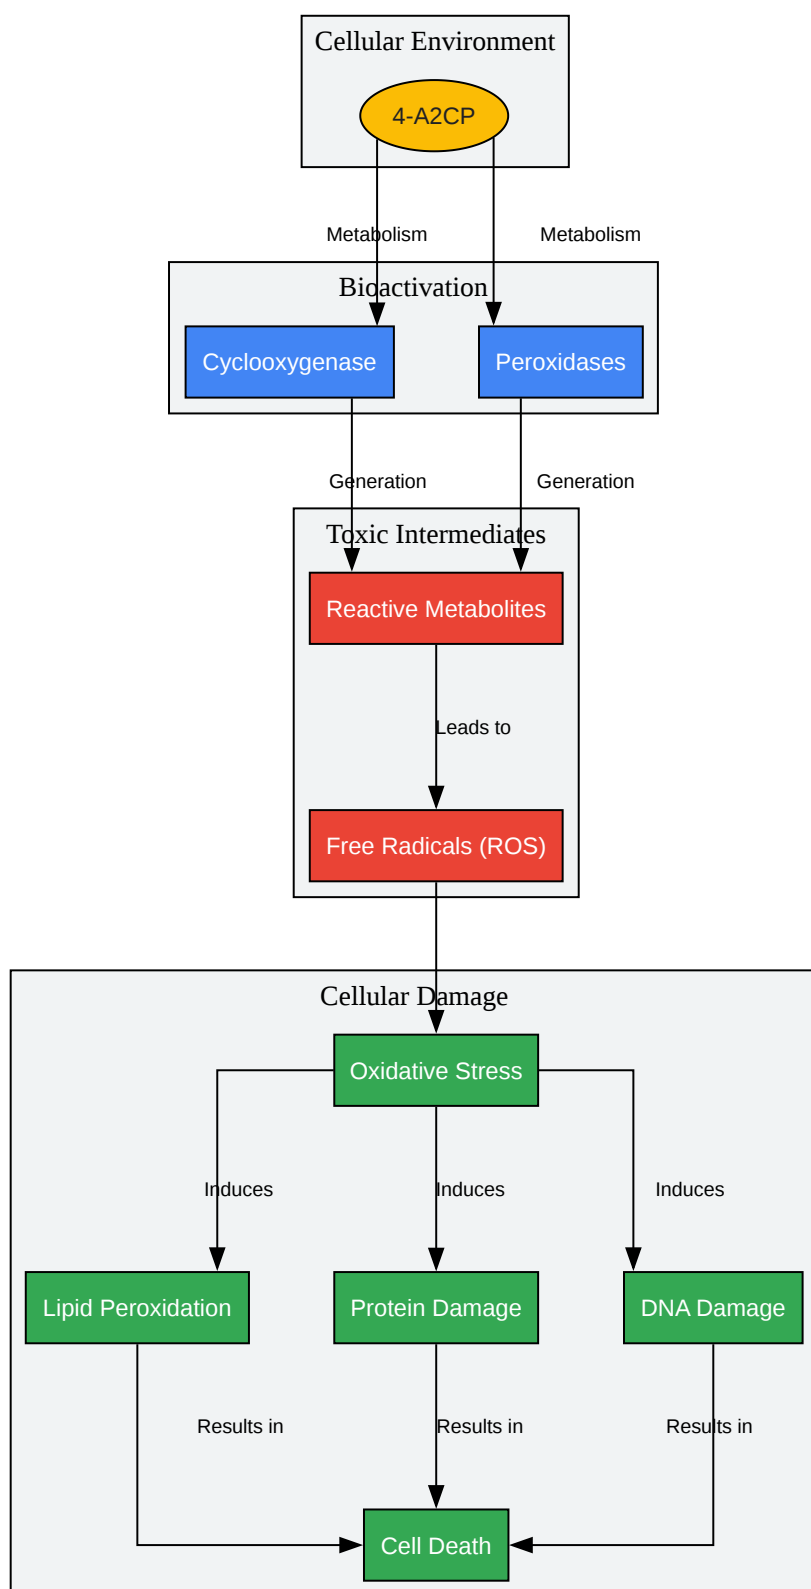 Cellular Environment
4-A2CP
Metabolism
Metabolism
Bioactivation
Cyclooxygenase
Peroxidases
Generation
Generation
Toxic Intermediates
Reactive Metabolites
Leads to
Free Radicals (ROS)
Cellular Damage
Oxidative Stress
Induces
Induces
Induces
Lipid Peroxidation
Protein Damage
DNA Damage
Results in
Results in
Results in
Cell Death